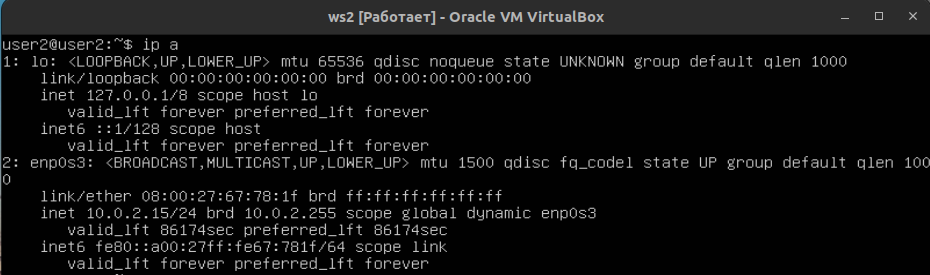 ws2 [Работает] - Oracle VM VirtualBox
user2@user2:~$ ip a
1: lo: <LOOPBACK,UP,LOWER_UP> mtu 65536 qdisc noqueue state UNKNOWN group default qlen 1000
    link/loopback 00:00:00:00:00:00 brd 00:00:00:00:00:00
    inet 127.0.0.1/8 scope host lo
       valid_lft forever preferred_lft forever
    inet6 ::1/128 scope host
       valid_lft forever preferred_lft forever
2: enp0s3: <BROADCAST,MULTICAST,UP,LOWER_UP> mtu 1500 qdisc fq_codel state UP group default qlen 100
0
    link/ether 08:00:27:67:78:1f brd ff:ff:ff:ff:ff:ff
    inet 10.0.2.15/24 brd 10.0.2.255 scope global dynamic enp0s3
       valid_lft 86174sec preferred_lft 86174sec
    inet6 fe80::a00:27ff:fe67:781f/64 scope link
       valid_lft forever preferred_lft forever